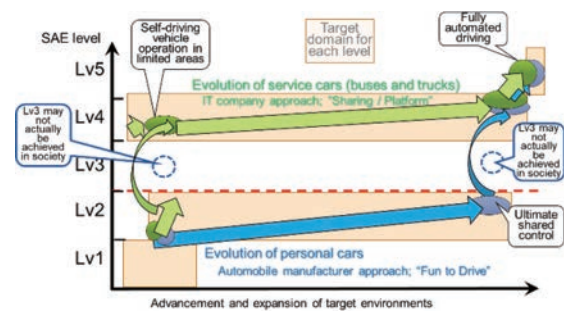 SAE level
Self-driving
vehicle
operation in
limited areas
Target
domain for
each level
Fully
automated
driving
Lv5
Evolution of service cars (buses and trucks)
IT company approach; "Sharing / Platform"
Lv4
Lv3 may
not
actually
be
achieved
in society
Lv3
Lv3 may
not
actually
be
achieved
in society
Lv2
Ultimate
shared
control
Evolution of personal cars
Lv1
Automobile manufacturer approach; "Fun to Drive"
Advancement and expansion of target environments